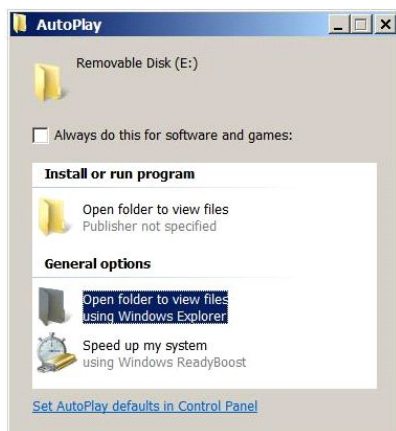 AutoPlay
Removable Disk (E:)
Always do this for software and games:
Install or run program
Open folder to view files
Publisher not specified
General options
Open folder to view files
using Windows Explorer
Speed up my system
using Windows ReadyBoost
Set AutoPlay defaults in Control Panel